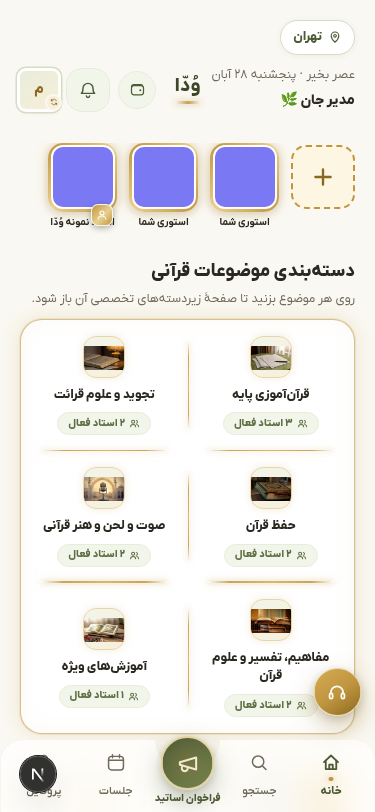 تهران
عصر بخیر · پنجشنبه ۲۸ آبان
مدیر جان 🌿
وُدّا
م
استوری شما
استوری شما
نمونه وُدّا
دسته‌بندی موضوعات قرآنی
روی هر موضوع بزنید تا صفحهٔ زیردسته‌های تخصصی آن باز شود.
قرآن‌آموزی پایه
۳ استاد فعال
تجوید و علوم قرائت
۲ استاد فعال
حفظ قرآن
۲ استاد فعال
صوت و لحن و هنر قرآنی
۲ استاد فعال
مفاهیم، تفسیر و علوم
قرآن
۲ استاد فعال
آموزش‌های ویژه
۱ استاد فعال
خانه
جستجو
فراخوان اساتید
جلسات
N